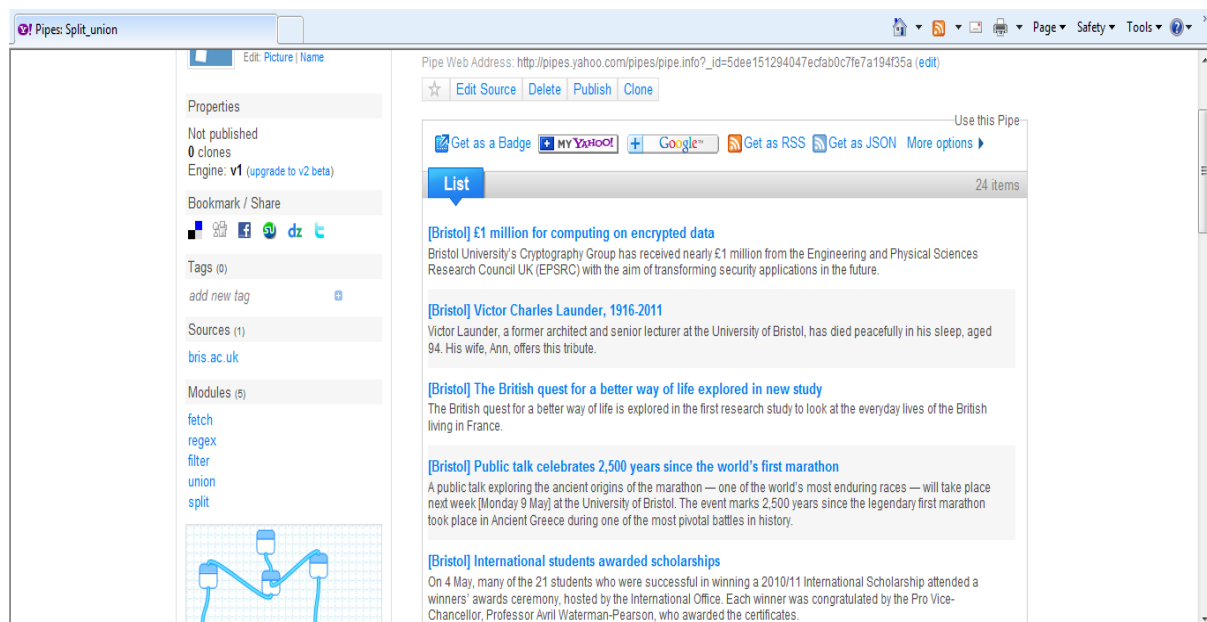 Pipes: Split_union
Page
Safety
Tools
Edit: Picture | Name
Properties
Not published
0 clones
Engine: v1 (upgrade to v2 beta)
Bookmark / Share
Tags (0)
add new tag
Sources (1)
bris.ac.uk
Modules (5)
fetch
regex
filter
union
split
Pipe Web Address: http://pipes.yahoo.com/pipes/pipe.info?_id=5dee151294047ecfab0c7fe7a194f35a (edit)
Edit Source Delete Publish Clone
Use this Pipe
Get as a Badge MY YAHOO! Google™ Get as RSS Get as JSON More options
List
24 items
[Bristol] £1 million for computing on encrypted data
Bristol University's Cryptography Group has received nearly £1 million from the Engineering and Physical Sciences
Research Council UK (EPSRC) with the aim of transforming security applications in the future.
[Bristol] Victor Charles Launder, 1916-2011
Victor Launder, a former architect and senior lecturer at the University of Bristol, has died peacefully in his sleep, aged
94. His wife, Ann, offers this tribute.
[Bristol] The British quest for a better way of life explored in new study
The British quest for a better way of life is explored in the first research study to look at the everyday lives of the British
living in France.
[Bristol] Public talk celebrates 2,500 years since the world's first marathon
A public talk exploring the ancient origins of the marathon — one of the world's most enduring races — will take place
next week [Monday 9 May] at the University of Bristol. The event marks 2,500 years since the legendary first marathon
took place in Ancient Greece during one of the most pivotal battles in history.
[Bristol] International students awarded scholarships
On 4 May, many of the 21 students who were successful in winning a 2010/11 International Scholarship attended a
winners' awards ceremony, hosted by the International Office. Each winner was congratulated by the Pro Vice-
Chancellor, Professor Avril Waterman-Pearson, who awarded the certificates.